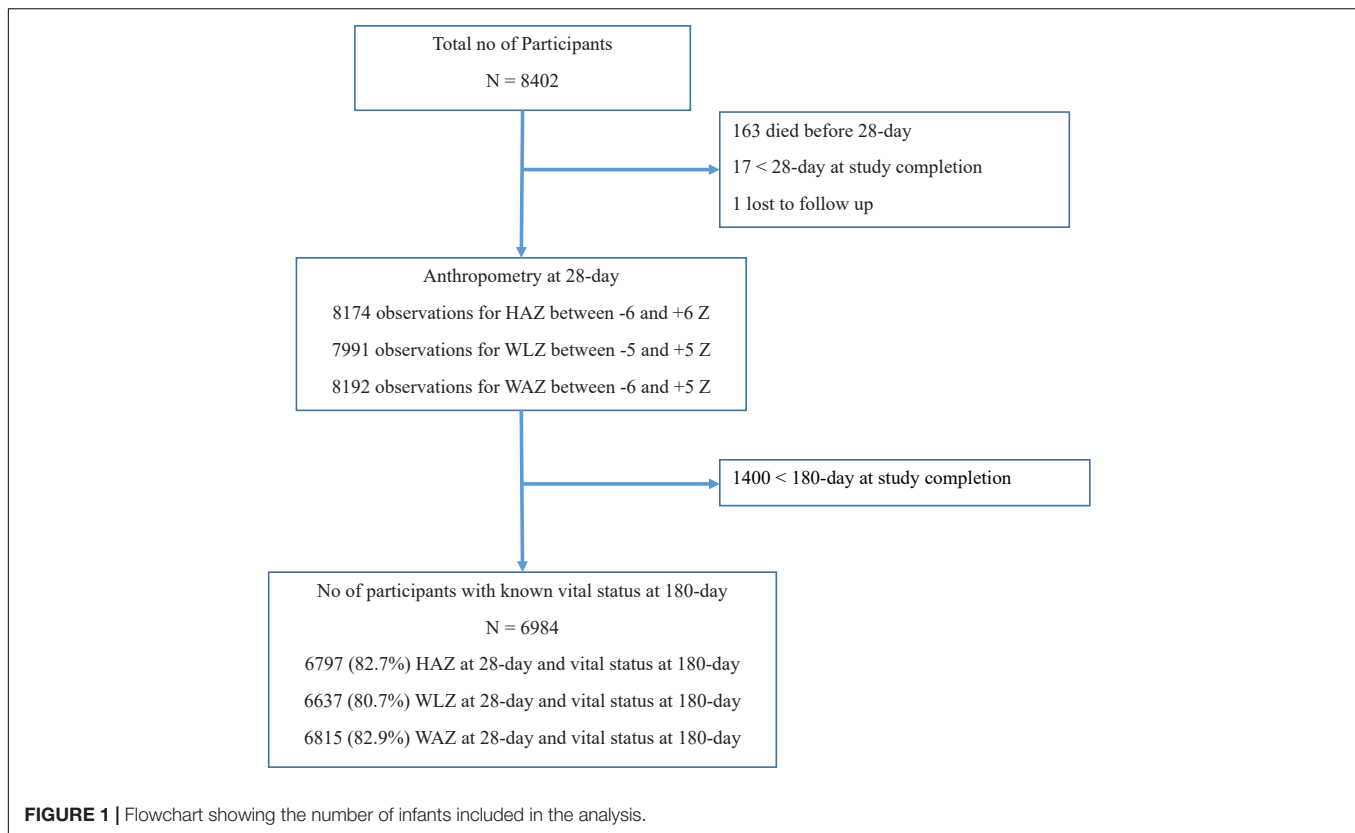 Total no of Participants
N = 8402
163 died before 28-day
17 < 28-day at study completion
1 lost to follow up
Anthropometry at 28-day
8174 observations for HAZ between -6 and +6 Z
7991 observations for WLZ between -5 and +5 Z
8192 observations for WAZ between -6 and +5 Z
1400 < 180-day at study completion
No of participants with known vital status at 180-day
N = 6984
6797 (82.7%) HAZ at 28-day and vital status at 180-day
6637 (80.7%) WLZ at 28-day and vital status at 180-day
6815 (82.9%) WAZ at 28-day and vital status at 180-day
FIGURE 1 | Flowchart showing the number of infants included in the analysis.